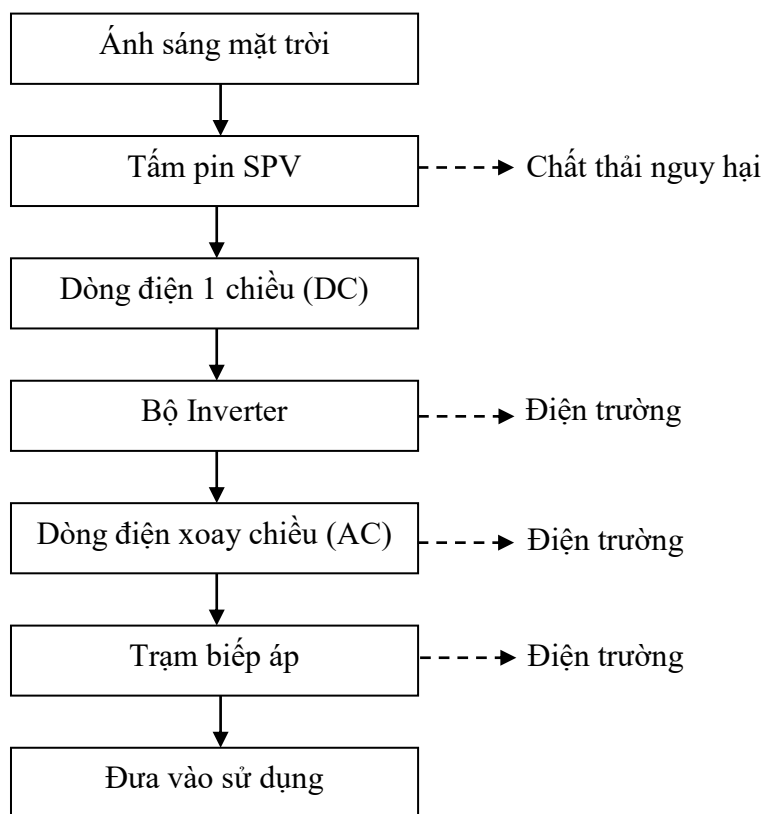 Ánh sáng mặt trời
Tấm pin SPV
Chất thải nguy hại
Dòng điện 1 chiều (DC)
Bộ Inverter
Điện trường
Dòng điện xoay chiều (AC)
Điện trường
Trạm biếp áp
Điện trường
Đưa vào sử dụng